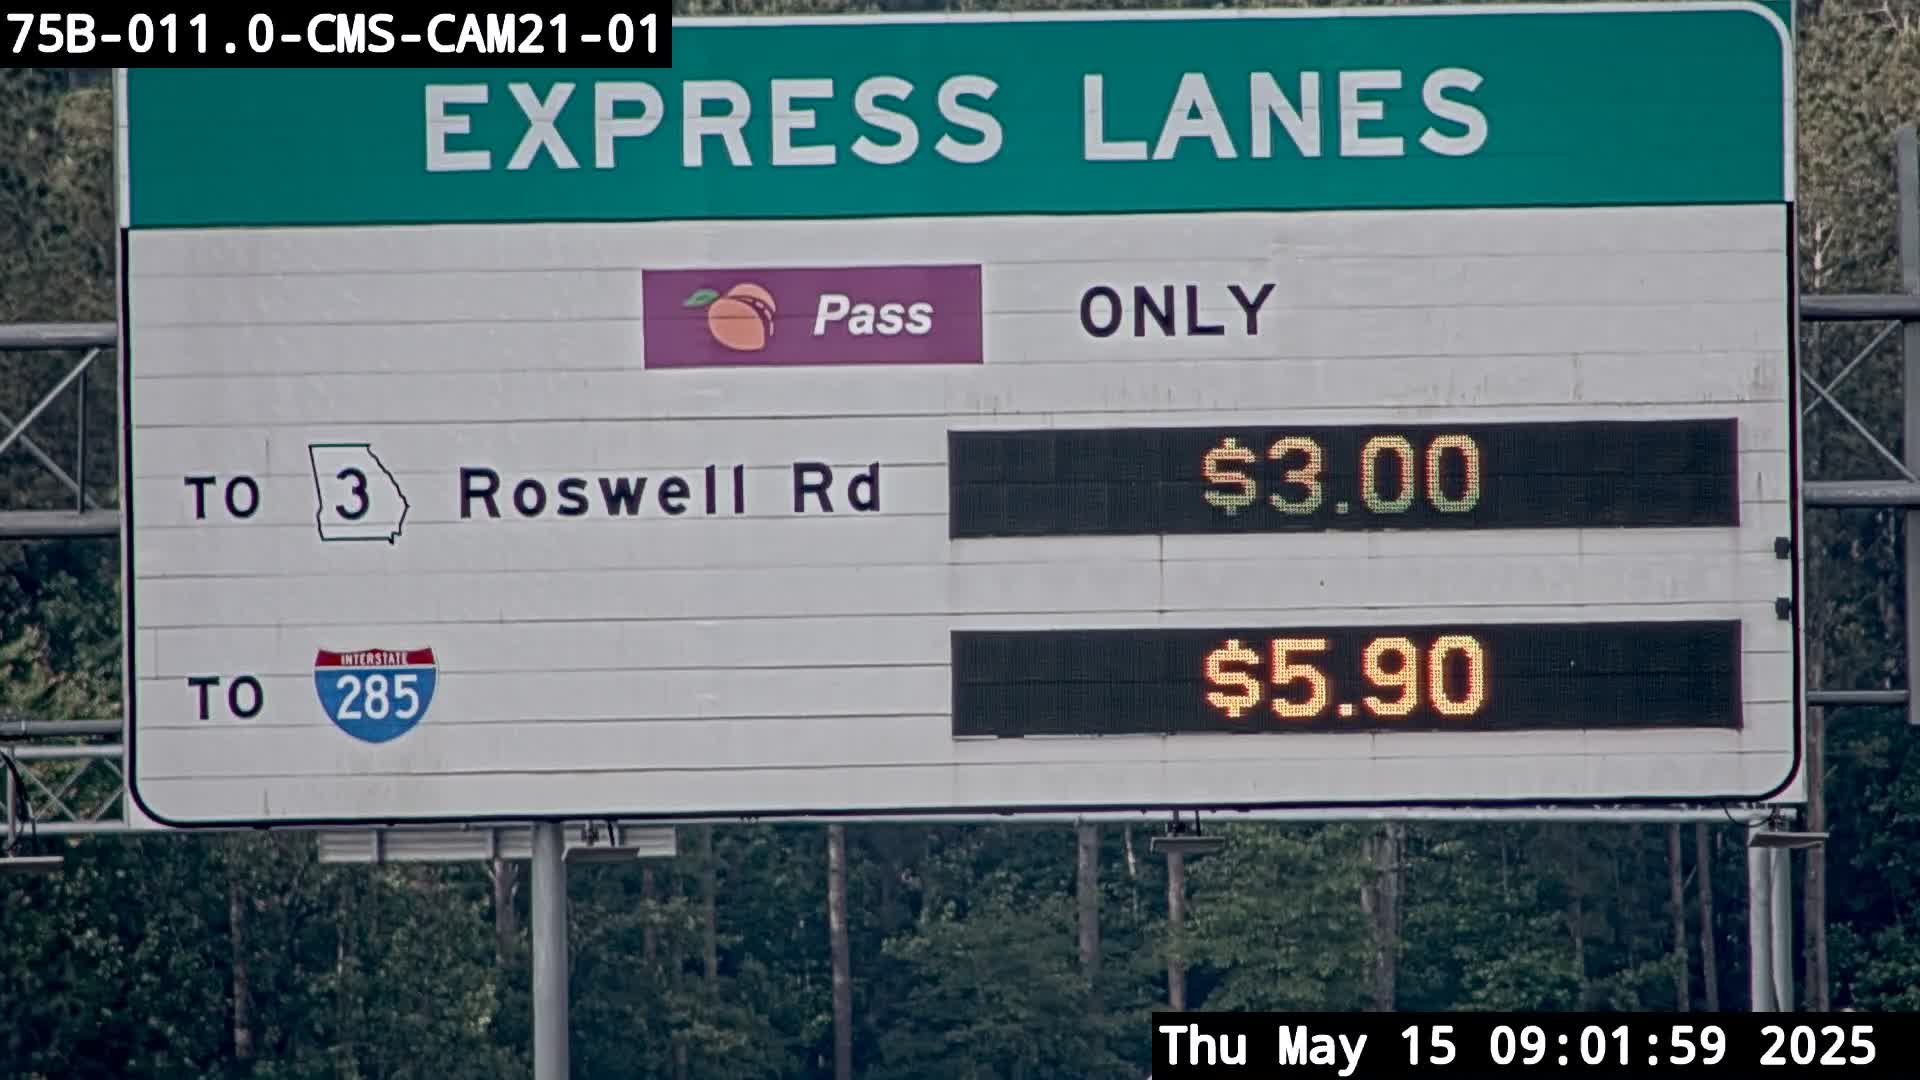 75B-011.0-CMS-CAM21-01
EXPRESS LANES
Pass ONLY
TO 3 Roswell Rd $3.00
TO INTERSTATE 285 $5.90
Thu May 15 09:01:59 2025